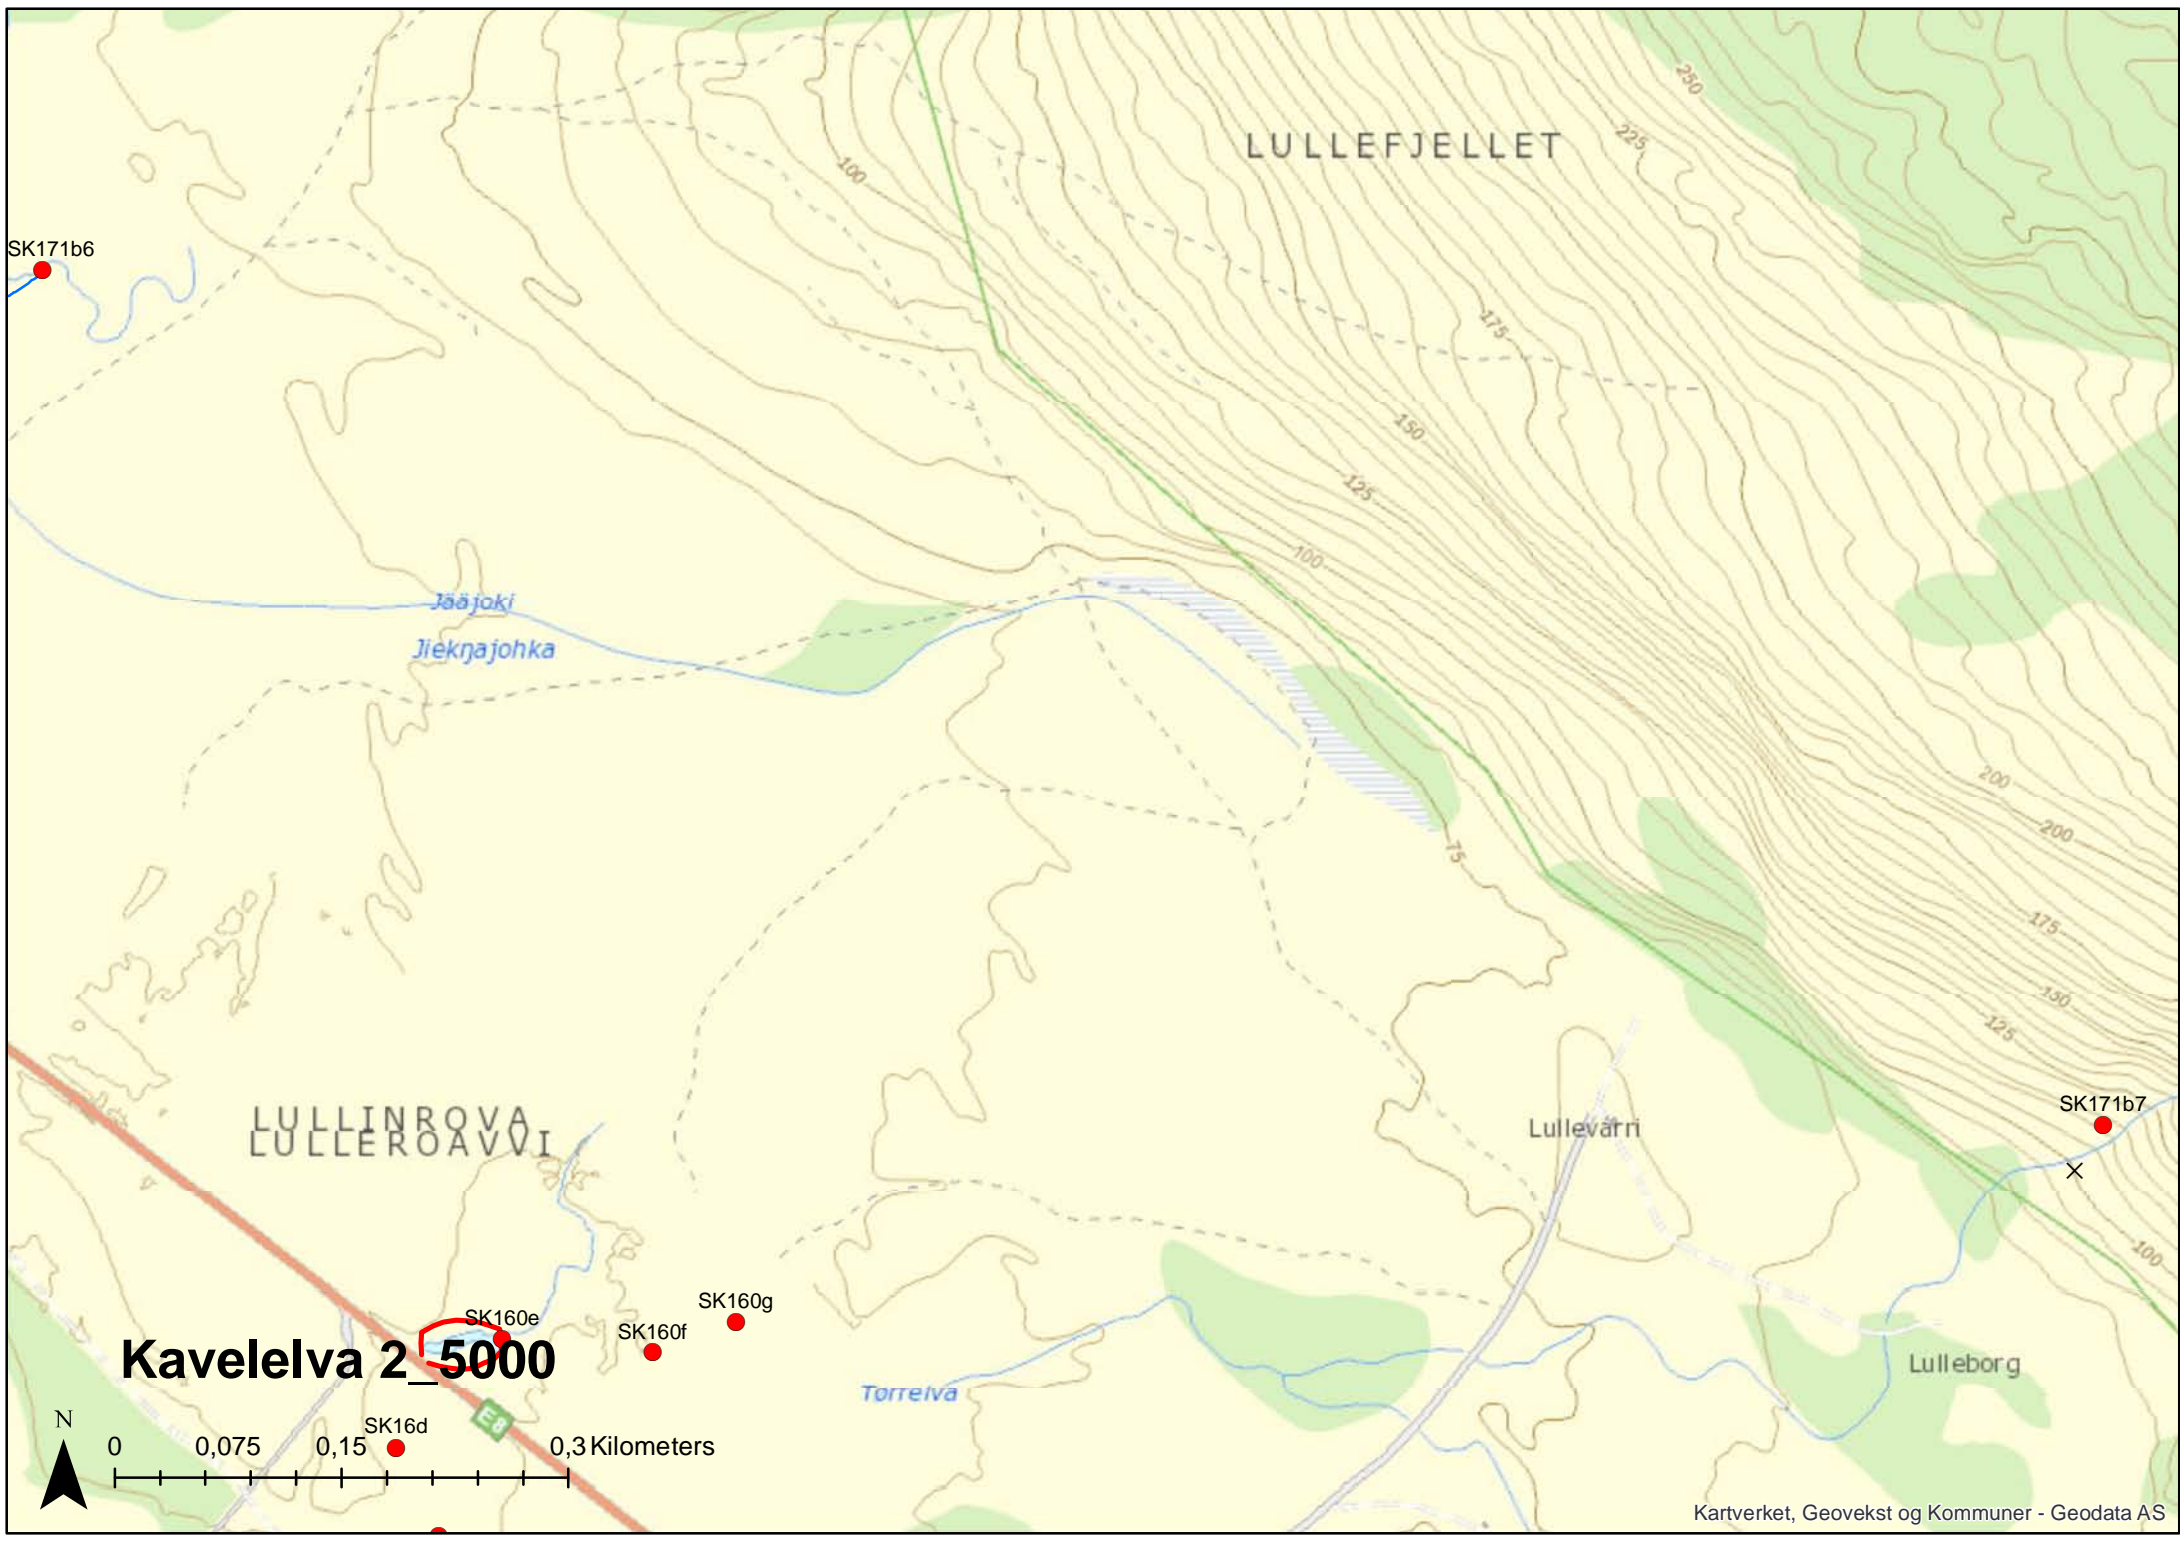 250
225
LULLEFJELLET
100
SK171b6
175
150
125
100
Jääjoki
Jiekŋajohka
200
200
75
175
150
125
SK171b7
LULLINROVA
LULLEROAVVI
Lullevárri
100
SK160e
SK160g
SK160f
Kavelelva 2_5000
Lulleborg
Torrelva
E8
SK16d
N
0 0,075 0,15 0,3 Kilometers
Kartverket, Geovekst og Kommuner - Geodata AS